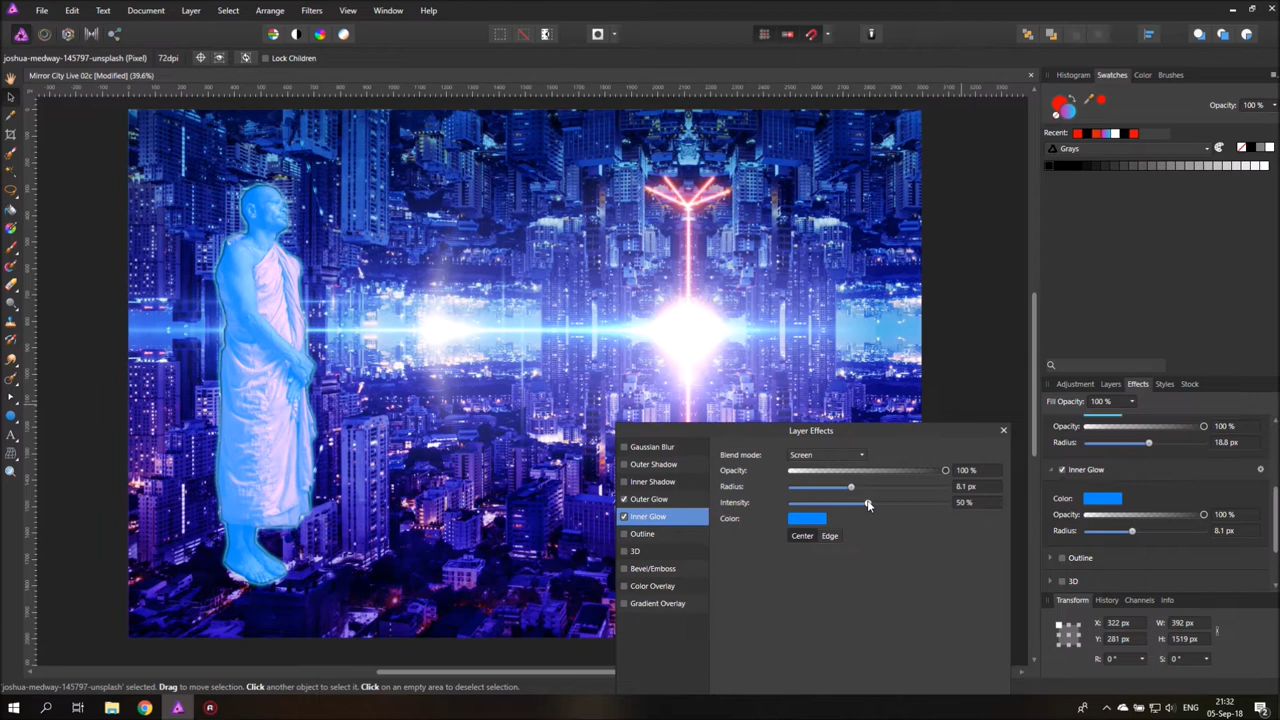 File Edit Text Document Layer Select Arrange Filters View Window Help
joshua-medway-145797-unsplash (Pixel) 72dpi Lock Children
Mirror City Live 02c [Modified] (39.6%)
Histogram Swatches Color Brushes
Opacity: 100 %
Recent:
Grays
Adjustment Layers Effects Styles Stock
Fill Opacity: 100 %
Opacity: 100 %
Radius: 18.8 px
Inner Glow
Color:
Opacity: 100 %
Radius: 8.1 px
Outline
3D
Transform History Channels Info
X: 322 px W: 392 px
Y: 281 px H: 1519 px
R: 0 ° S: 0 °
Layer Effects
Gaussian Blur
Outer Shadow
Inner Shadow
Outer Glow
Inner Glow
Outline
3D
Bevel/Emboss
Color Overlay
Gradient Overlay
Blend mode: Screen
Opacity: 100 %
Radius: 8.1 px
Intensity: 50 %
Color:
Center Edge
'joshua-medway-145797-unsplash' selected. Drag to move selection. Click another object to select it. Click on an empty area to deselect selection.
ENG
21:32
05-Sep-18